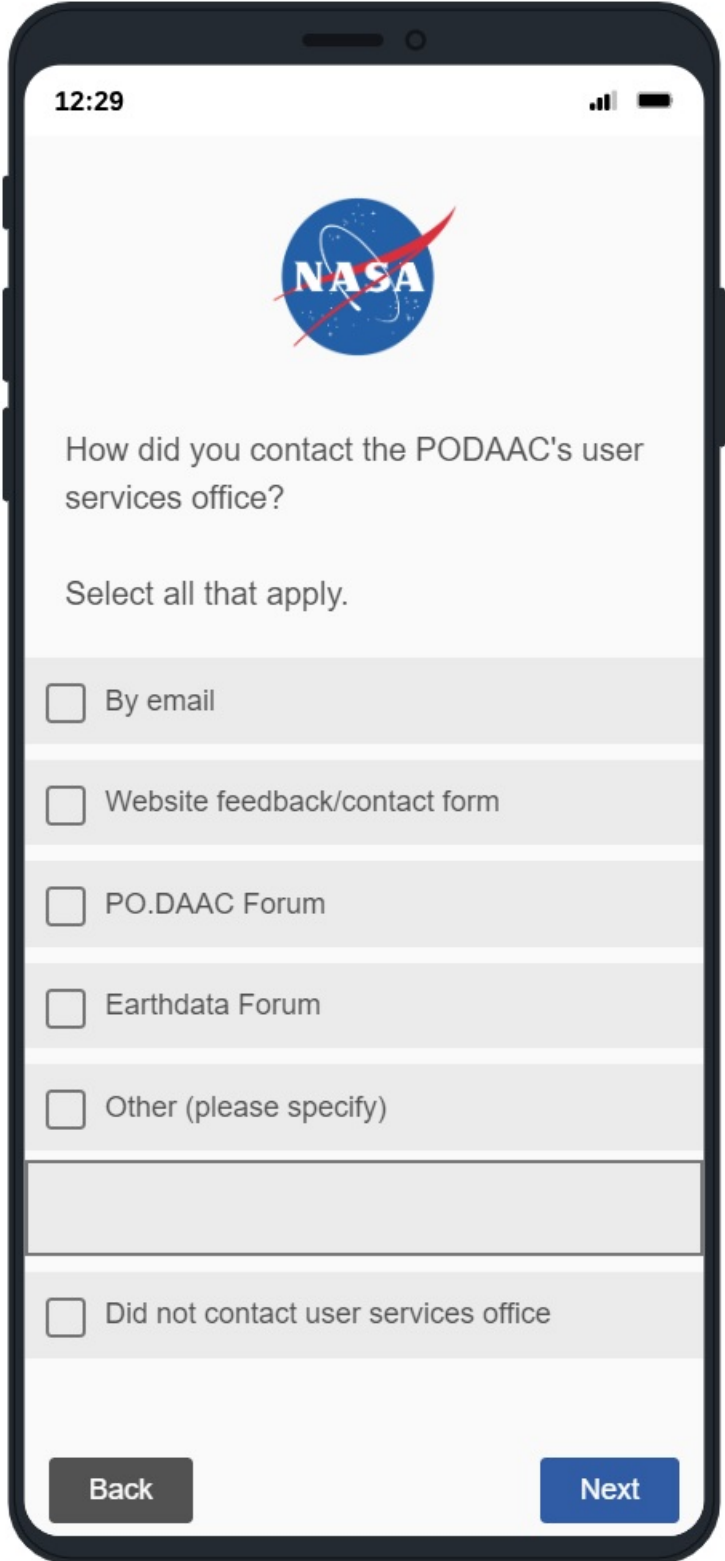 12:29
NASA
How did you contact the PODAAC's user
services office?
Select all that apply.
By email
Website feedback/contact form
PO.DAAC Forum
Earthdata Forum
Other (please specify)
Did not contact user services office
Back
Next